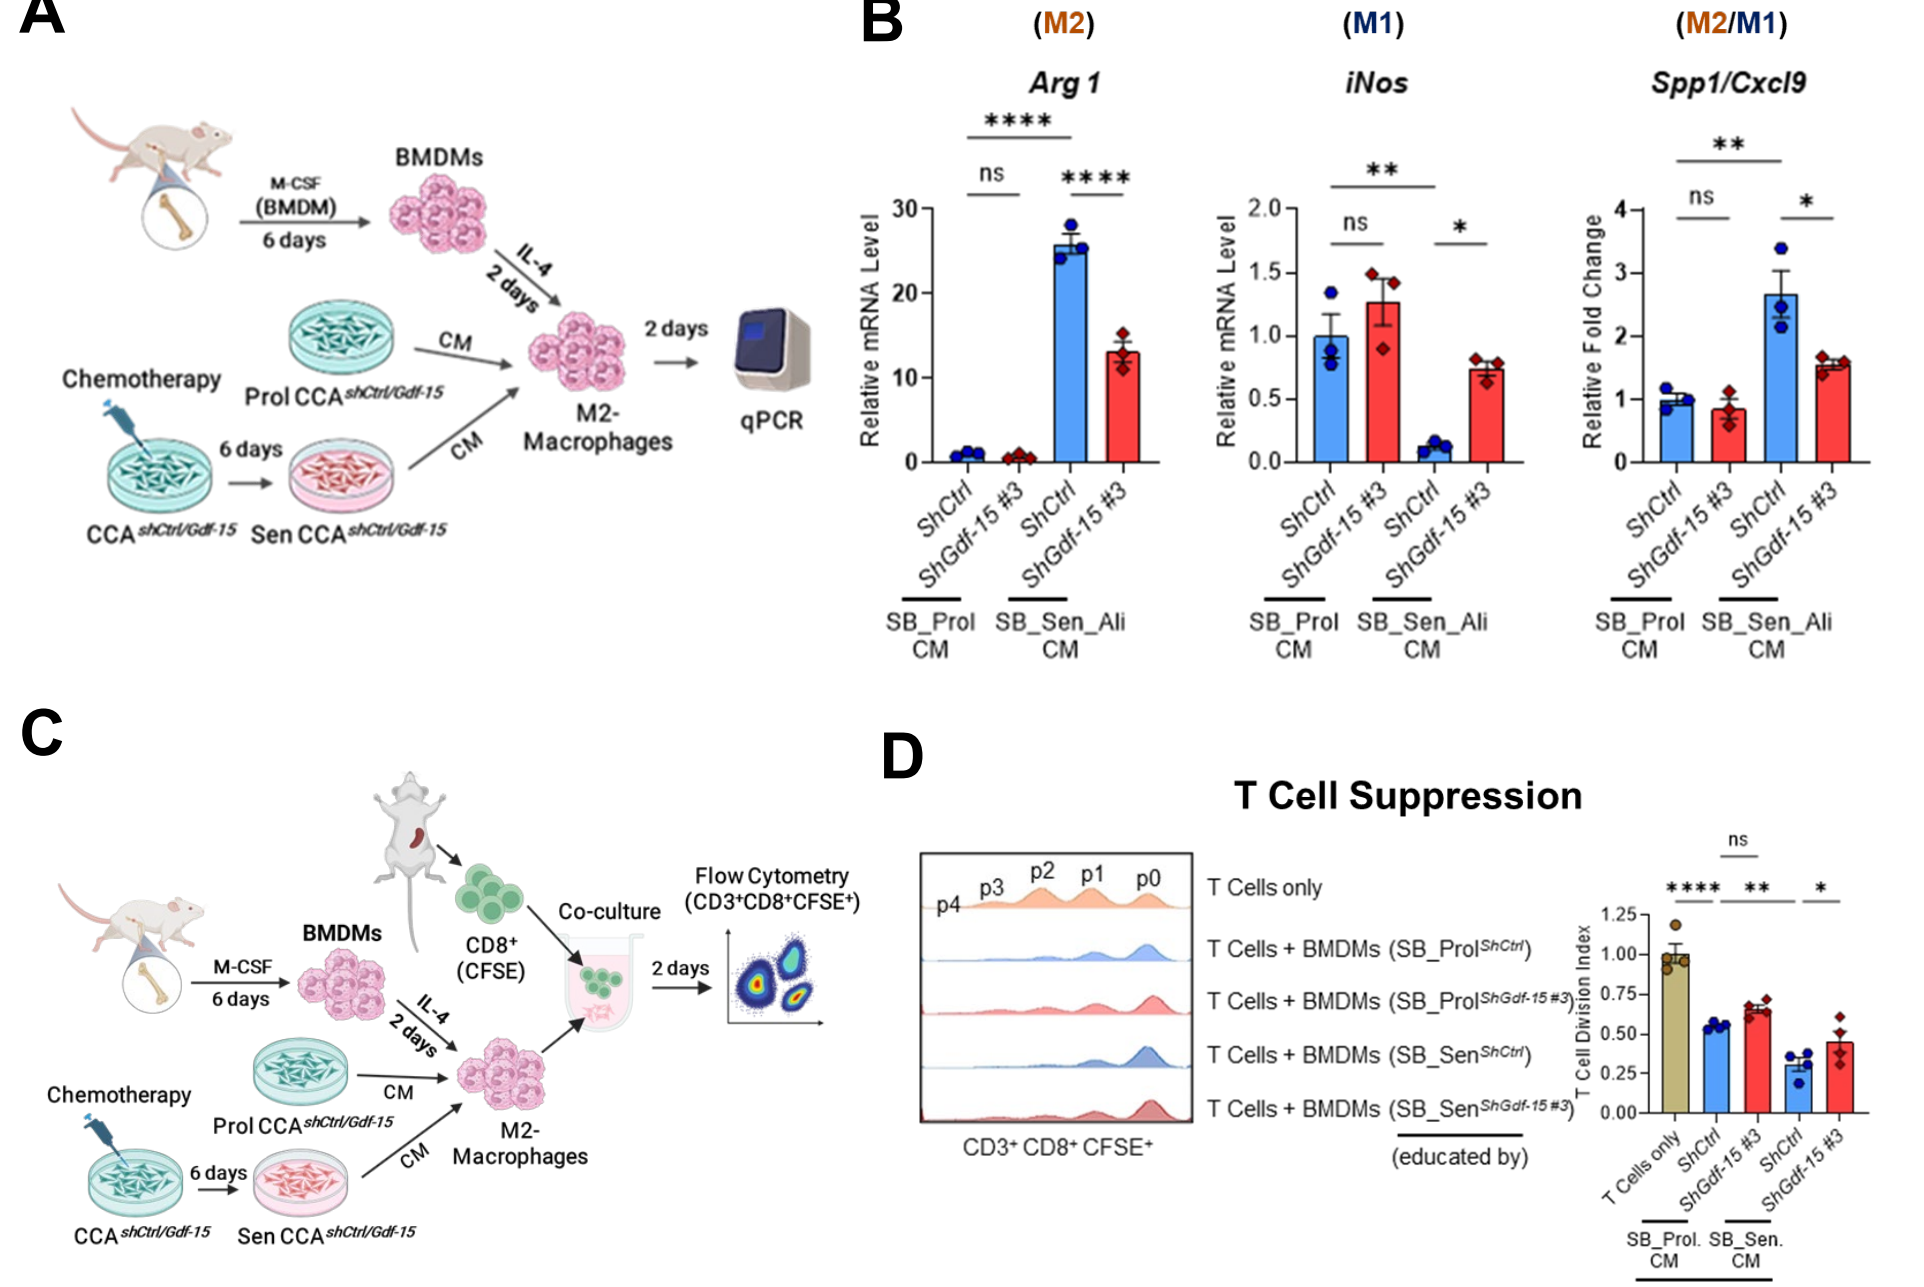 A
M-CSF
(BMDM)
6 days
BMDMs
IL-4
2 days
Chemotherapy
Prol CCA shCtrl/Gdf-15
CM
6 days
CM
CCA shCtrl/Gdf-15
Sen CCA shCtrl/Gdf-15
M2-
Macrophages
2 days
qPCR
B
(M2)
Arg 1
****
ns
****
Relative mRNA Level
30
20
10
0
ShCtrl
ShGdf-15 #3
ShCtrl
ShGdf-15 #3
SB_Prol
CM
SB_Sen_Ali
CM
(M1)
iNos
**
ns
*
Relative mRNA Level
2.0
1.5
1.0
0.5
0.0
ShCtrl
ShGdf-15 #3
ShCtrl
ShGdf-15 #3
SB_Prol
CM
SB_Sen_Ali
CM
(M2/M1)
Spp1/Cxcl9
**
ns
*
Relative Fold Change
4
3
2
1
0
ShCtrl
ShGdf-15 #3
ShCtrl
ShGdf-15 #3
SB_Prol
CM
SB_Sen_Ali
CM
C
M-CSF
6 days
BMDMs
IL-4
2 days
CD8+
(CFSE)
Co-culture
2 days
Flow Cytometry
(CD3+CD8+CFSE+)
Chemotherapy
Prol CCA shCtrl/Gdf-15
CM
6 days
CM
CCA shCtrl/Gdf-15
Sen CCA shCtrl/Gdf-15
M2-
Macrophages
D
T Cell Suppression
p4
p3
p2
p1
p0
T Cells only
T Cells + BMDMs (SB_Prol ShCtrl)
T Cells + BMDMs (SB_Prol ShGdf-15 #3)
T Cells + BMDMs (SB_Sen ShCtrl)
T Cells + BMDMs (SB_Sen ShGdf-15 #3)
(educated by)
CD3+ CD8+ CFSE+
ns
****
**
*
T Cell Division Index
1.25
1.00
0.75
0.50
0.25
0.00
T Cells only
ShCtrl
ShGdf-15 #3
ShCtrl
ShGdf-15 #3
SB_Prol.
CM
SB_Sen.
CM